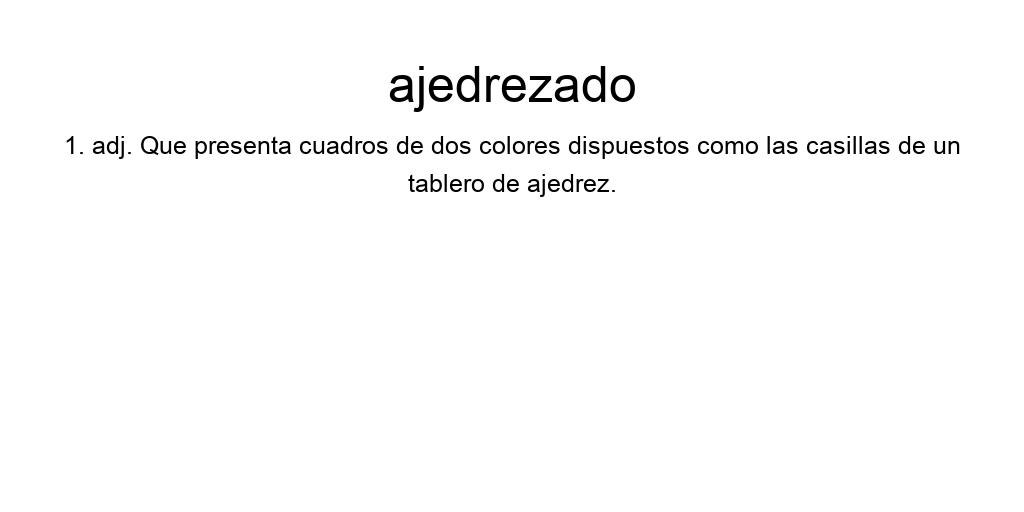 ajedrezado
1. adj. Que presenta cuadros de dos colores dispuestos como las casillas de un
tablero de ajedrez.